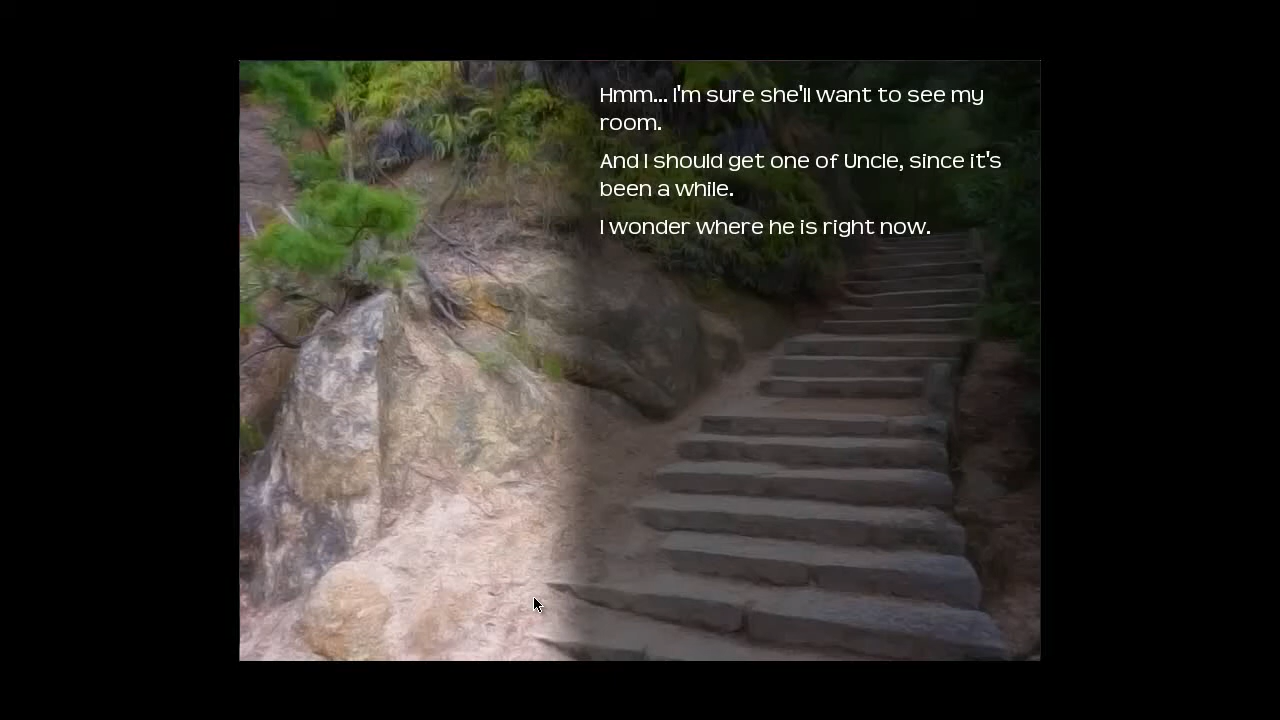 Hmm... I'm sure she'll want to see my
room.
And I should get one of Uncle, since it's
been a while.
I wonder where he is right now.